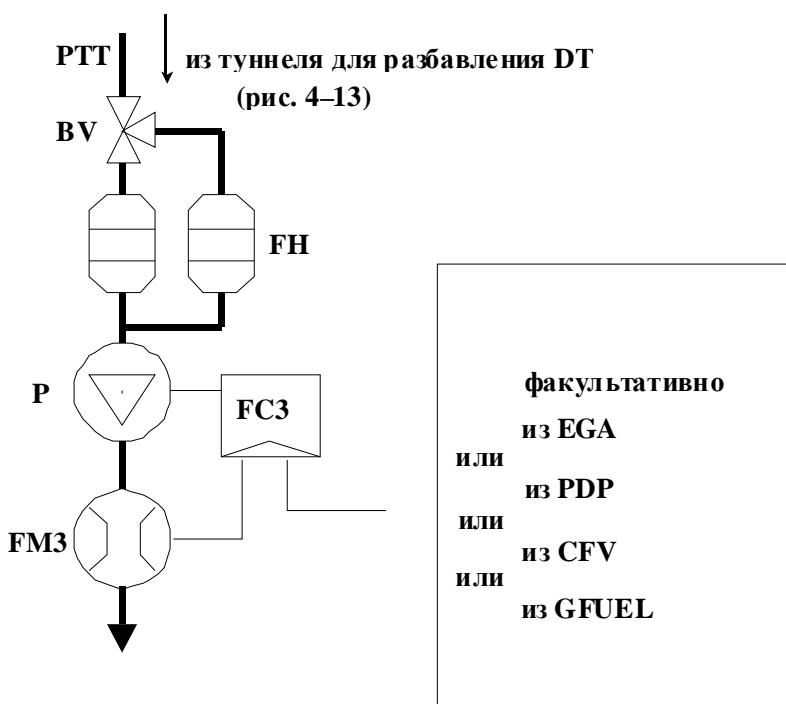 PTT
из туннеля для разбавления DT
(рис. 4–13)
BV
FH
P
FC3
FM3
факультативно
из EGA
или
из PDP
или
из CFV
или
из GFUEL